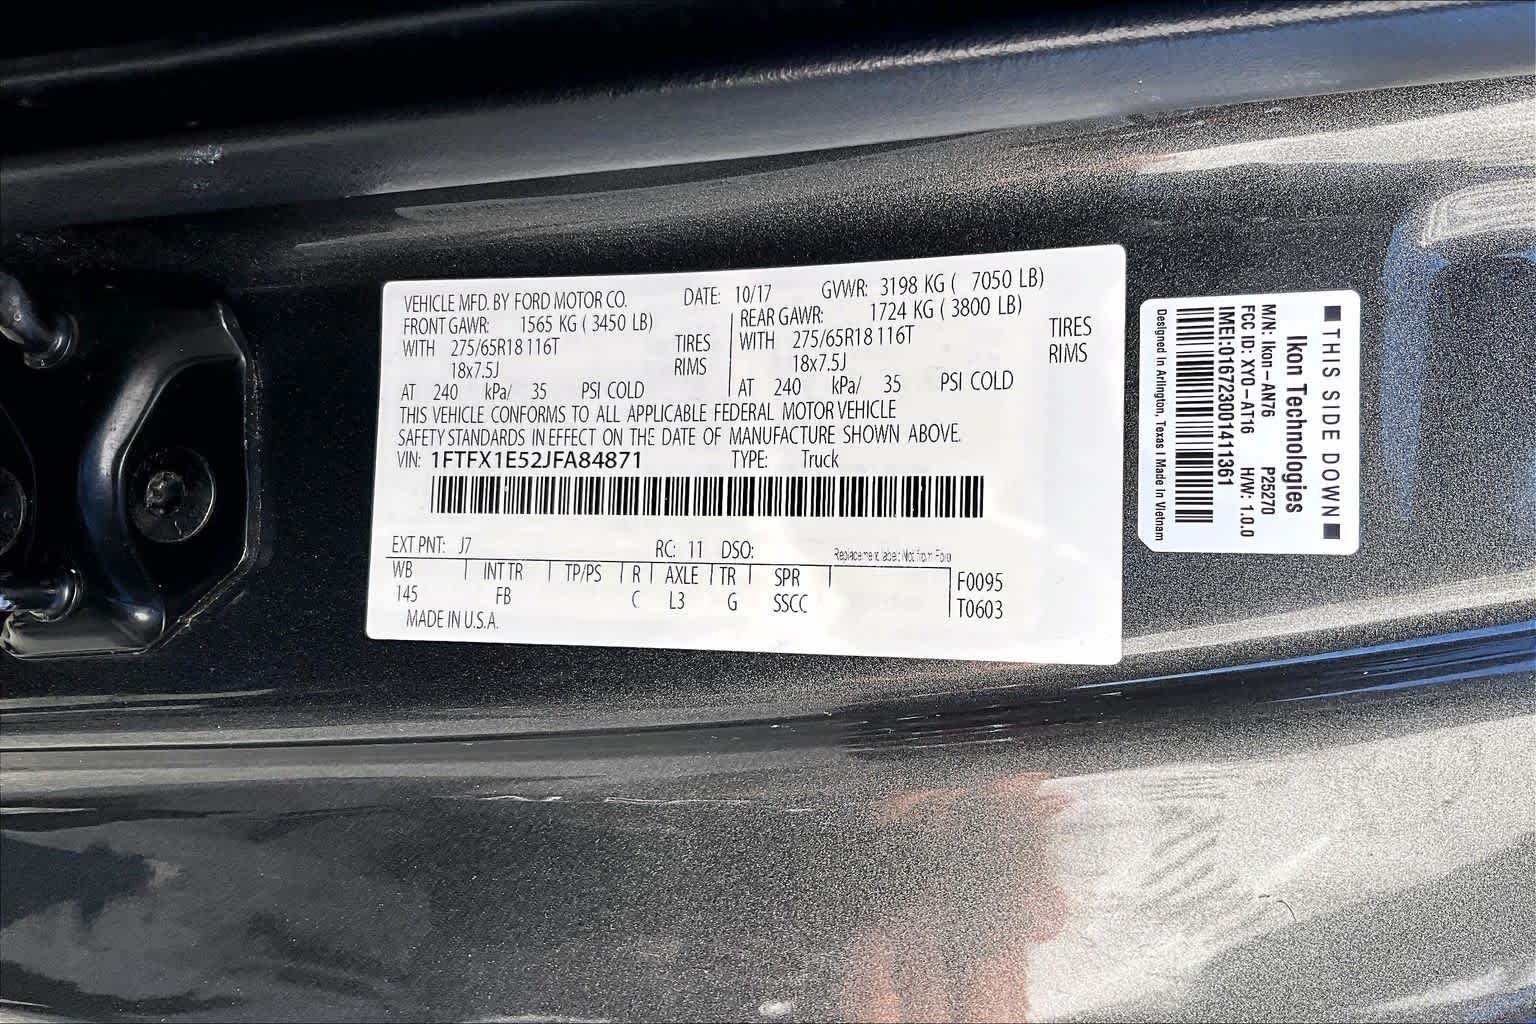 VEHICLE MFD. BY FORD MOTOR CO. DATE: 10/17 GVWR: 3198 KG ( 7050 LB)
FRONT GAWR: 1565 KG ( 3450 LB) REAR GAWR: 1724 KG ( 3800 LB)
WITH 275/65R18 116T TIRES WITH 275/65R18 116T TIRES
18x7.5J RIMS 18x7.5J RIMS
AT 240 kPa/ 35 PSI COLD AT 240 kPa/ 35 PSI COLD
THIS VEHICLE CONFORMS TO ALL APPLICABLE FEDERAL MOTOR VEHICLE
SAFETY STANDARDS IN EFFECT ON THE DATE OF MANUFACTURE SHOWN ABOVE.
VIN: 1FTFX1E52JFA84871 TYPE: Truck
EXT PNT: J7 RC: 11 DSO: Replacement label: Not from Ford
WB INT TR TP/PS R AXLE TR SPR F0095
145 FB C L3 G SSCC T0603
MADE IN U.S.A.
THIS SIDE DOWN
Ikon Technologies
M/N: Ikon-AN76 P25270
FCC ID: XYO-AT16 H/W: 1.0.0
IMEI:016723001411361
Designed in Arlington, Texas | Made in Vietnam